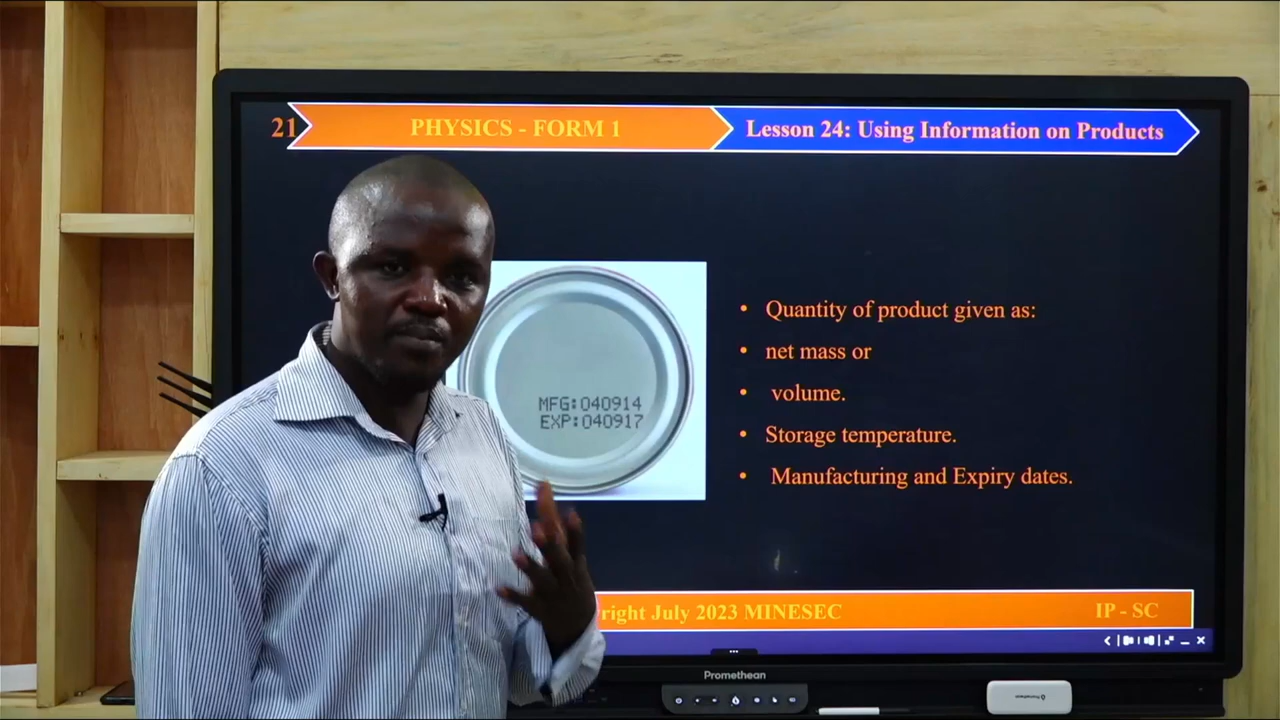 21
PHYSICS - FORM 1
Lesson 24: Using Information on Products
MFG:040914
EXP:040917
• Quantity of product given as:
• net mass or
• volume.
• Storage temperature.
• Manufacturing and Expiry dates.
July 2023 MINESEC
IP - SC
Promethean